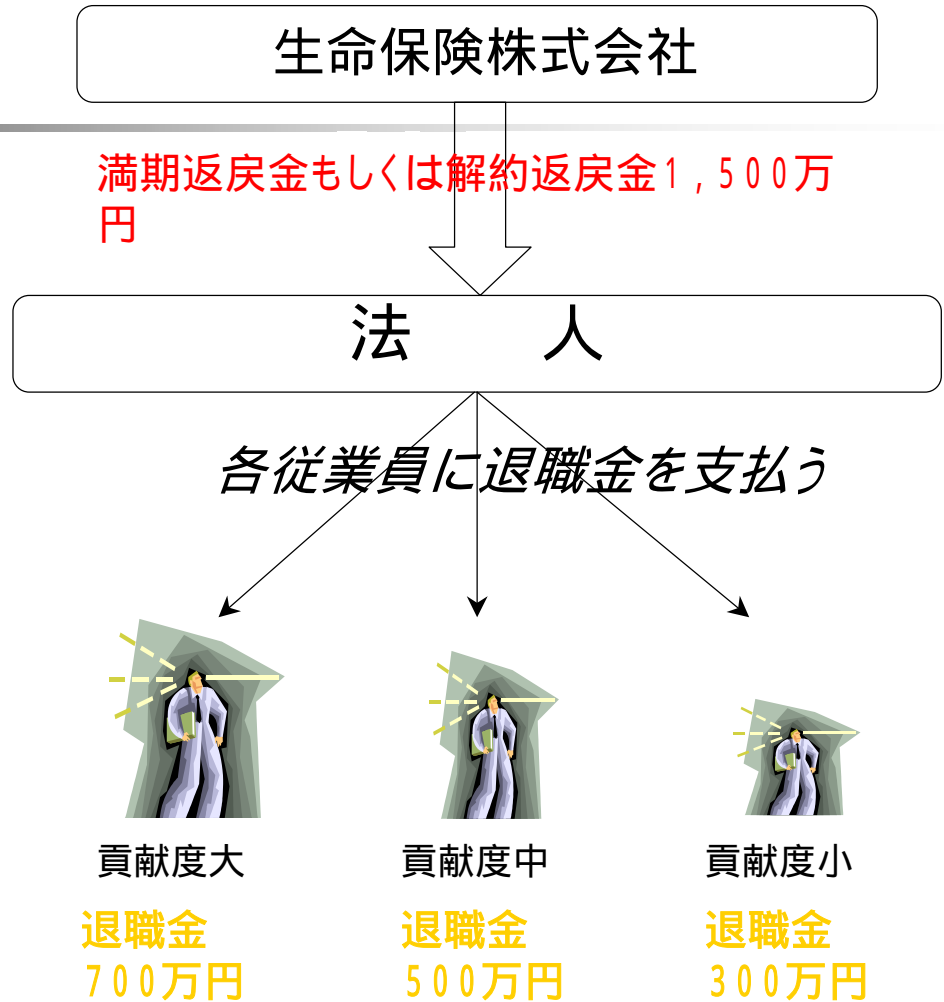 生命保険株式会社
満期返戻金もしくは解約返戻金１,５００万
円
法　　人
各従業員に退職金を支払う
貢献度大
貢献度中
貢献度小
退職金
７００万円
退職金
５００万円
退職金
３００万円